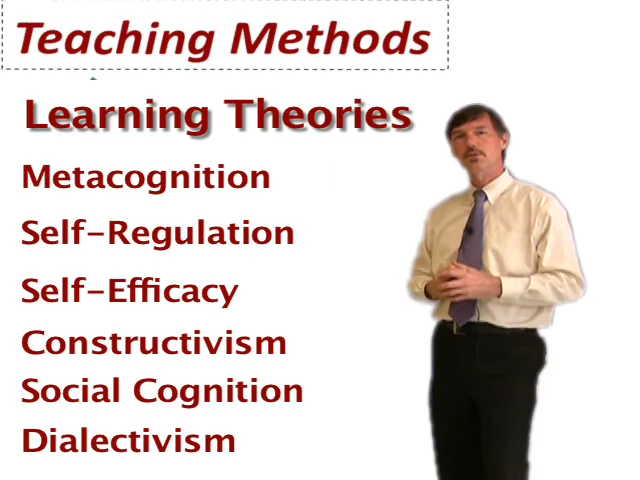 Teaching Methods
Learning Theories
Metacognition
Self-Regulation
Self-Efficacy
Constructivism
Social Cognition
Dialectivism